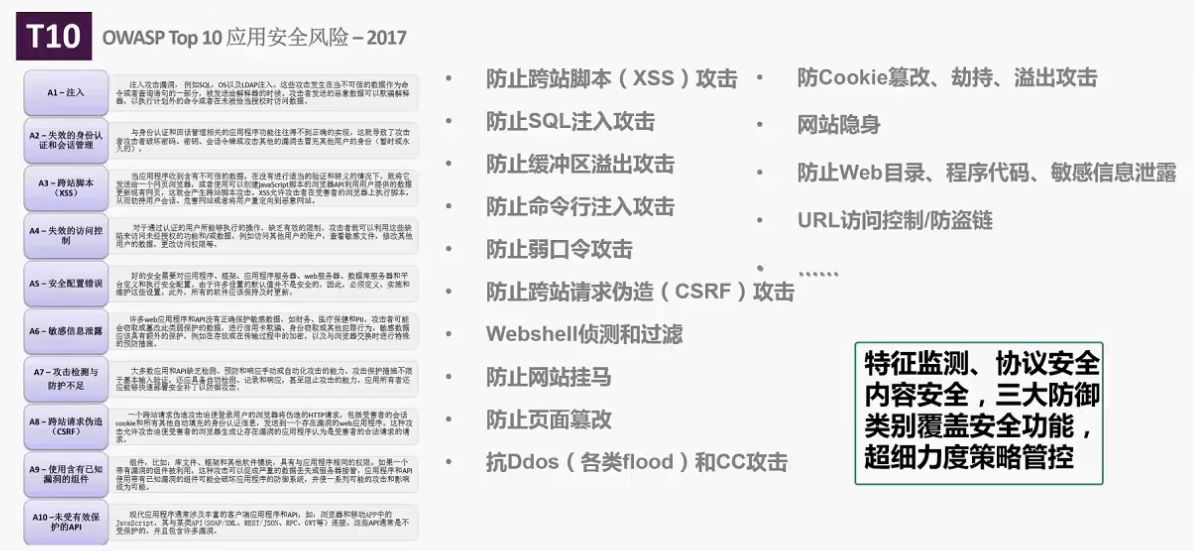 T10 OWASP Top 10 应用安全风险 – 2017
A1 – 注入
注入攻击漏洞，例如SQL，OS以及LDAP注入，这些攻击发生在当不可信的数据作为命
令或者查询语句的一部分，被发送给解释器的时候，攻击者发送的恶意数据可以欺骗解释
器，以执行计划外的命令或者在未被恰当授权时访问数据。
A2 – 失效的身份认
证和会话管理
与身份认证和回话管理相关的应用程序功能往往得不到正确的实现，这就导致了攻击
者攻击者破坏密码、密钥、会话令牌或攻击其他的漏洞去冒充其他用户的身份（暂时或永
久的）。
A3 – 跨站脚本
（XSS）
当应用程序收到含有不可信的数据，在没有进行适当的验证和转义的情况下，就将它
发送给一个网页浏览器，或者使用可以创建javaScript脚本的浏览器API利用用户提供的数据
更新现有网页，这就会产生跨站脚本攻击。XSS允许攻击者在受害者的浏览器上执行脚本，
从而劫持用户会话、危害网站或者将用户重定向到恶意网站。
A4 – 失效的访问控
制
对于通过认证的用户所能够执行的操作，缺乏有效的限制。攻击者就可以利用这些缺
陷来访问未经授权的功能和/或数据，例如访问其他用户的账户，查看敏感文件，修改其他
用户的数据，更改访问权限等。
A5 – 安全配置错误
好的安全需要对应用程序、框架、应用程序服务器、web服务器、数据库服务器和平
台定义和执行安全配置。由于许多设置的默认值并不是安全的，因此，必须定义、实施和
维护这些设置。此外，所有的软件应该保持及时更新。
A6 – 敏感信息泄露
许多web应用程序和API没有正确保护敏感数据，如财务、医疗保健和PII。攻击者可能
会窃取或篡改此类弱保护的数据，进行信用卡欺骗、身份窃取或其他犯罪行为，敏感数据
应该具有额外的保护，例如在存放或在传输过程中的加密，以及与浏览器交换时进行特殊
的预防措施。
A7 – 攻击检测与
防护不足
大多数应用和API缺乏检测、预防和响应手动或自动化攻击的能力。攻击保护措施不限
于基本输入验证，还应具备自动检测、记录和响应，甚至阻止攻击的能力。应用所有者还
应能够快速部署安全补丁以防御攻击。
A8 – 跨站请求伪造
（CSRF）
一个跨站请求伪造攻击迫使登录用户的浏览器将伪造的HTTP请求，包括受害者的会话
cookie和所有其他自动填充的身份认证信息，发送到一个存在漏洞的web应用程序。这种攻
击允许攻击迫使受害者的浏览器生成让存在漏洞的应用程序认为是受害者的合法请求的请
求。
A9 – 使用含有已知
漏洞的组件
组件，比如：库文件、框架和其他软件模块，具有与应用程序相同的权限。如果一个
带有漏洞的组件被利用，这种攻击可以促成严重的数据丢失或服务器接管。应用程序和API
使用带有已知漏洞的组件可能会破坏应用程序的防御系统，并使一系列可能的攻击和影响
成为可能。
A10 – 未受有效保
护的API
现代应用程序通常涉及丰富的客户端应用程序和API，如：浏览器和移动APP中的
JavaScript，其与某类API(SOAP/XML、REST/JSON、RPC、GWT等）连接。这些API通常是不
受保护的，并且包含许多漏洞。
• 防止跨站脚本（XSS）攻击
• 防止SQL注入攻击
• 防止缓冲区溢出攻击
• 防止命令行注入攻击
• 防止弱口令攻击
• 防止跨站请求伪造（CSRF）攻击
• Webshell侦测和过滤
• 防止网站挂马
• 防止页面篡改
• 抗Ddos（各类flood）和CC攻击
• 防Cookie篡改、劫持、溢出攻击
• 网站隐身
• 防止Web目录、程序代码、敏感信息泄露
• URL访问控制/防盗链
• ……
特征监测、协议安全
内容安全，三大防御
类别覆盖安全功能，
超细力度策略管控